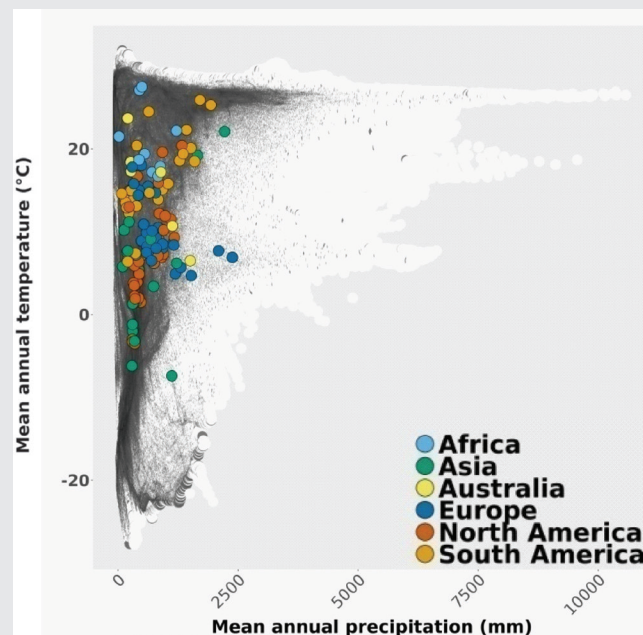 Mean annual temperature (°C)
20
0
-20
Africa
Asia
Australia
Europe
North America
South America
0
2500
5000
7500
10000
Mean annual precipitation (mm)